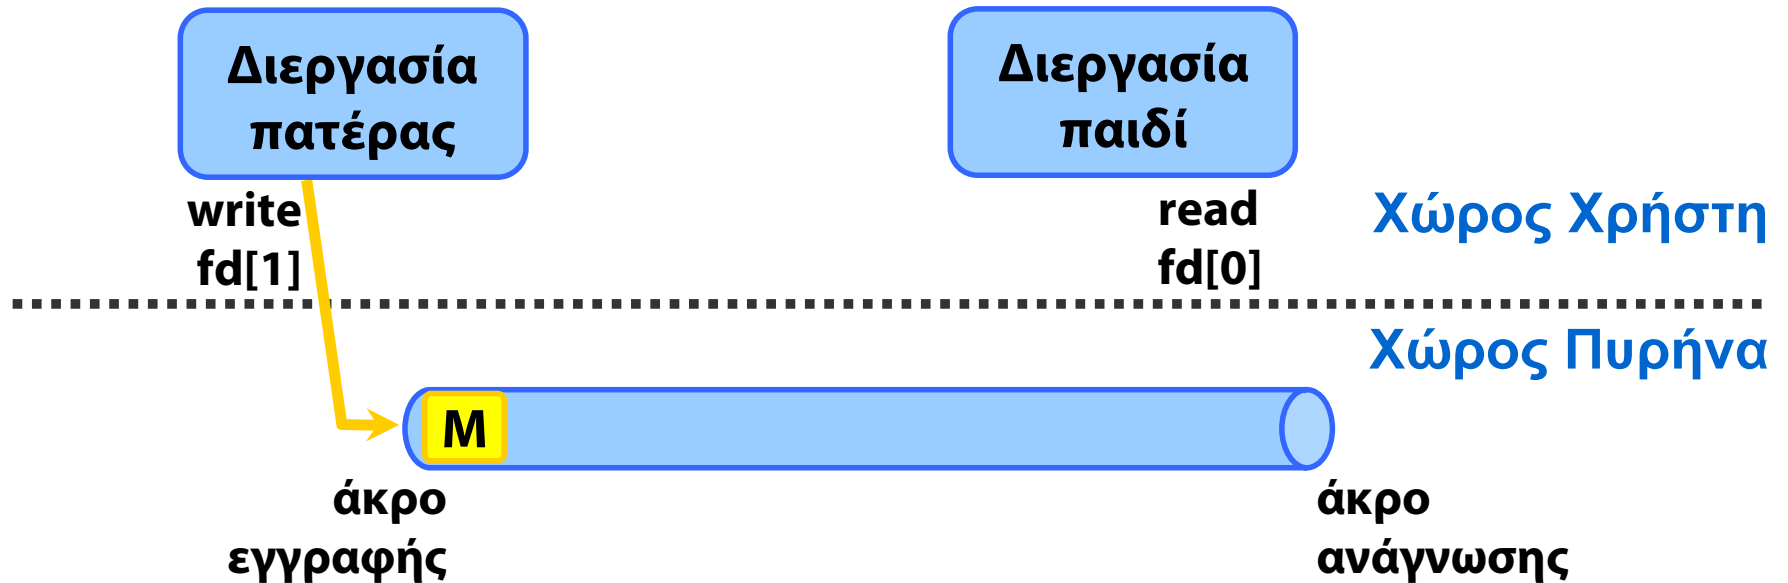 Διεργασία
πατέρας
Διεργασία
παιδί
write
fd[1]
read
fd[0]
Χώρος Χρήστη
Χώρος Πυρήνα
M
άκρο
εγγραφής
άκρο
ανάγνωσης